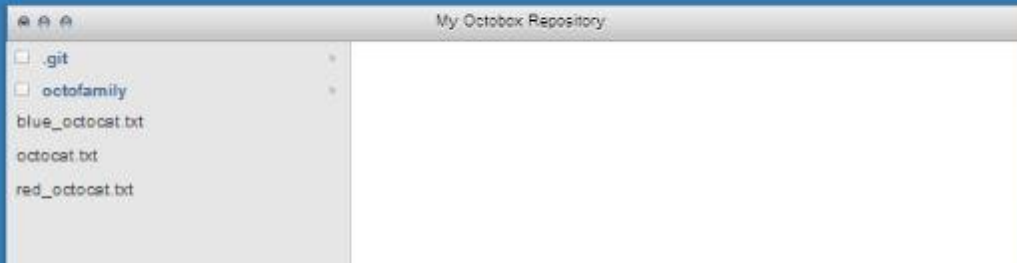 My Octobox Repository
.git
octofamily
blue_octocat.txt
octocat.txt
red_octocat.txt